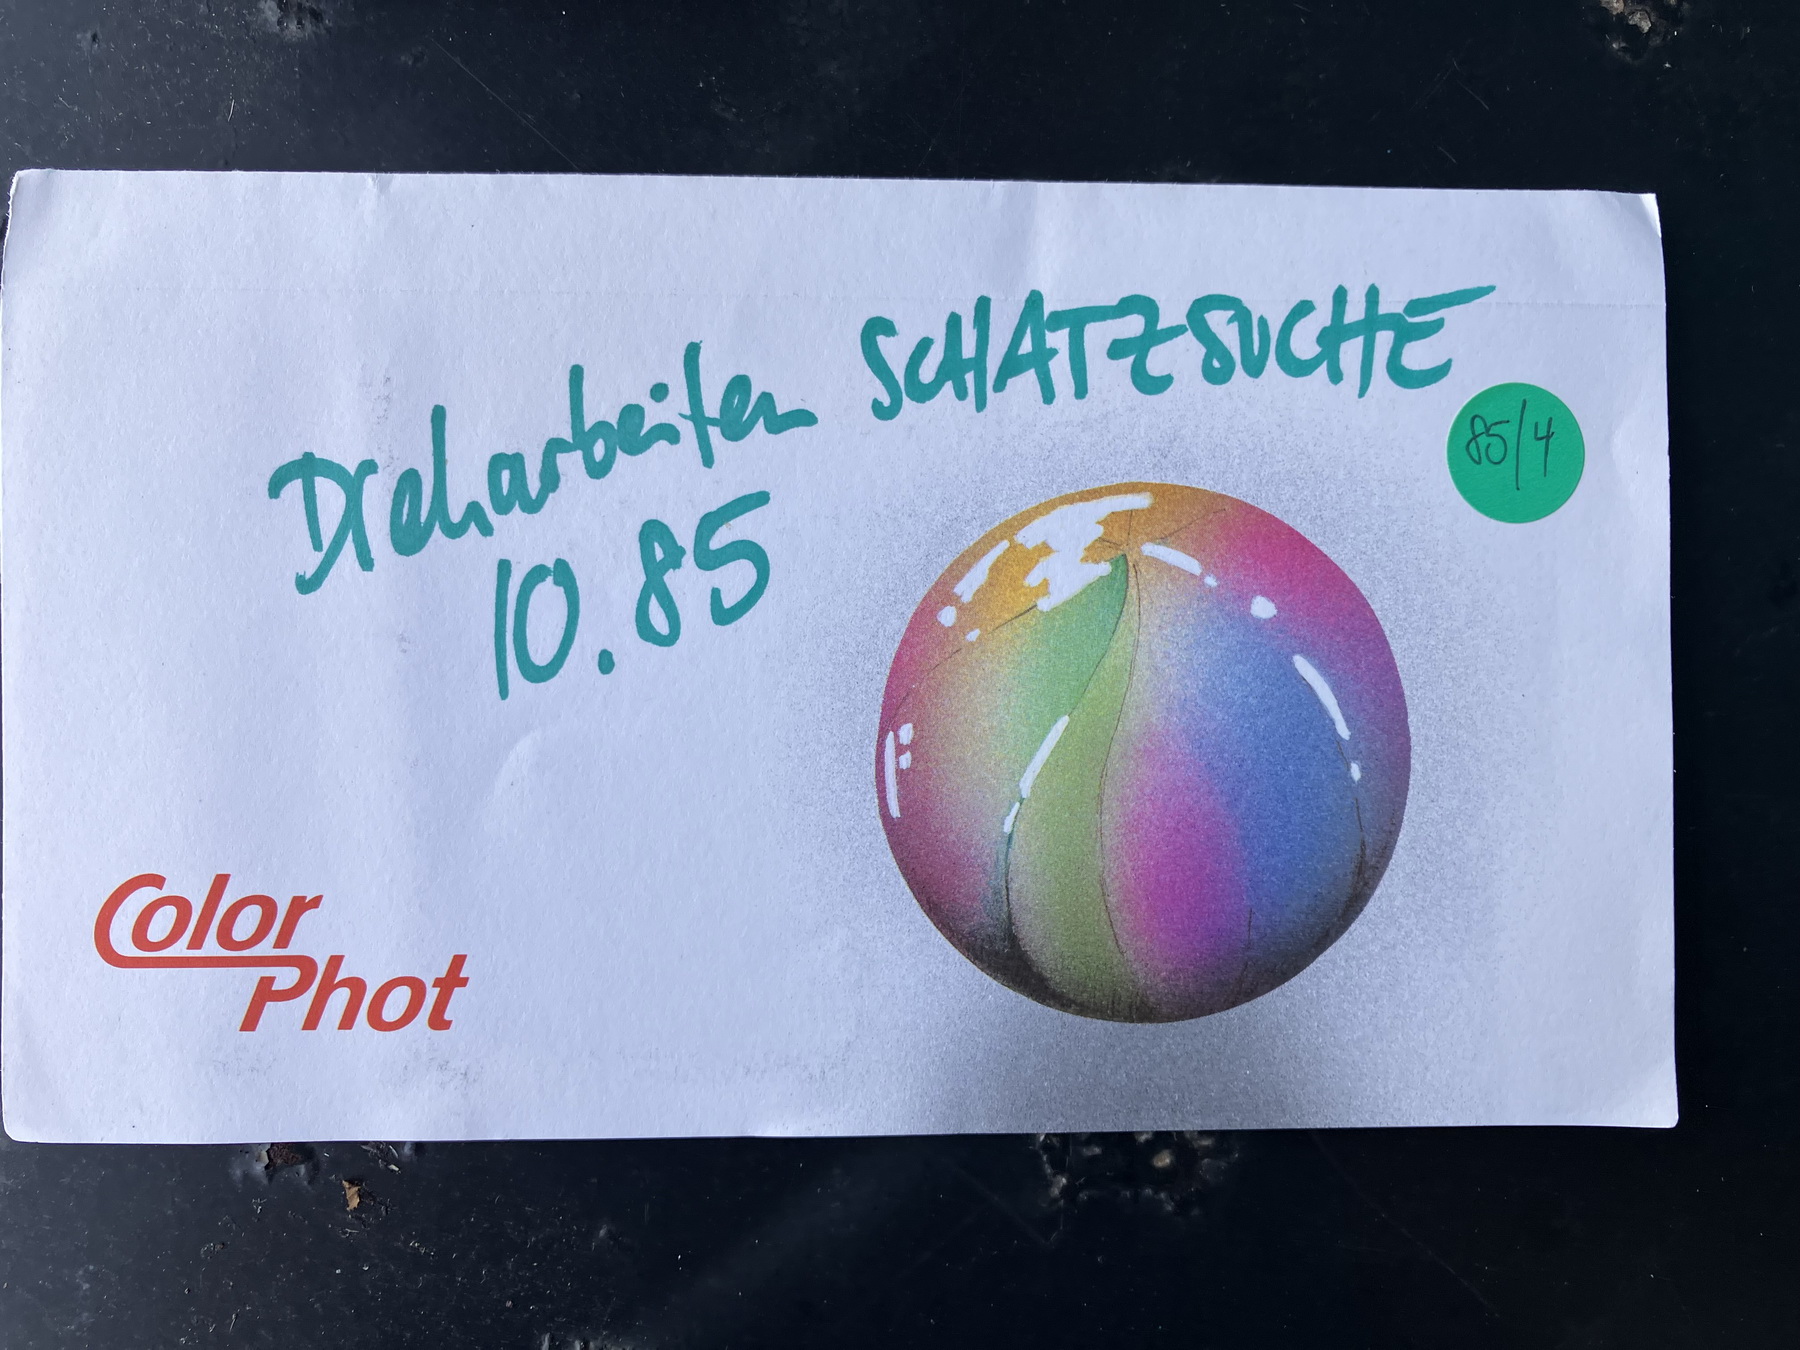 Dreharbeiten SCHATZSUCHE
10.85
85/4
Color
Phot